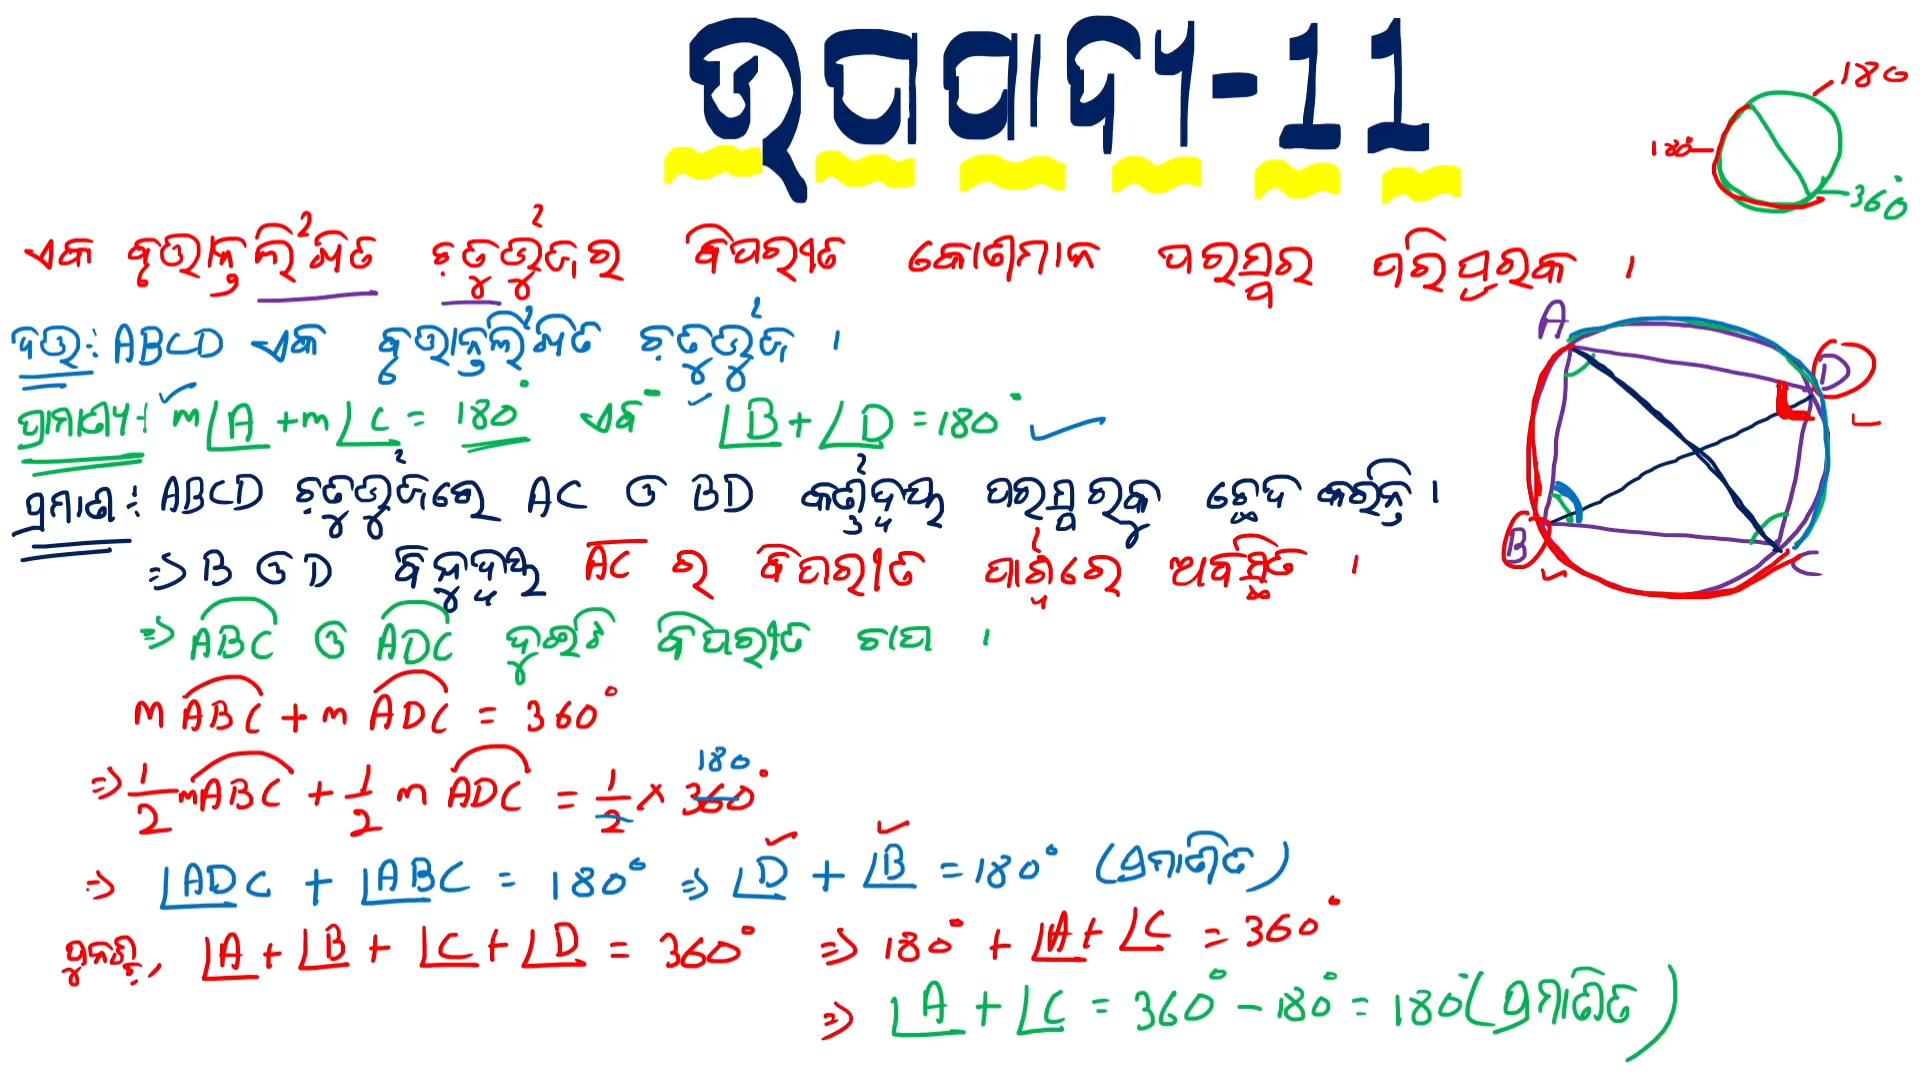 ଉପପାଦ୍ୟ-11
180
180
360°
ଏକ ବୃତ୍ତାନ୍ତର୍ଲିଖିତ ଚତୁର୍ଭୁଜର ବିପରୀତ କୋଣମାନ ପରସ୍ପର ପରିପୂରକ ।
ଦତ୍ତ: ABCD ଏକ ବୃତ୍ତାନ୍ତର୍ଲିଖିତ ଚତୁର୍ଭୁଜ ।
ପ୍ରାମାଣ୍ୟ: m∠A + m∠C = 180° ଏବଂ ∠B + ∠D = 180°
ପ୍ରମାଣ: ABCD ଚତୁର୍ଭୁଜରେ AC ଓ BD କର୍ଣ୍ଣଦ୍ୱୟ ପରସ୍ପରକୁ ଛେଦ କରନ୍ତି ।
⇒ B ଓ D ବିନ୍ଦୁଦ୍ୱୟ AC ର ବିପରୀତ ପାର୍ଶ୍ୱରେ ଅବସ୍ଥିତ ।
⇒ ABC ଓ ADC ଦୁଇଟି ବିପରୀତ ଚାପ ।
m ABC + m ADC = 360°
⇒ 1/2 m ABC + 1/2 m ADC = 1/2 × 360° 180
⇒ ∠ADC + ∠ABC = 180° ⇒ ∠D + ∠B = 180° (ପ୍ରମାଣିତ)
ପୁନଶ୍ଚ, ∠A + ∠B + ∠C + ∠D = 360° ⇒ 180° + ∠A + ∠C = 360°
⇒ ∠A + ∠C = 360° - 180° = 180° (ପ୍ରମାଣିତ)
A
D
B
C